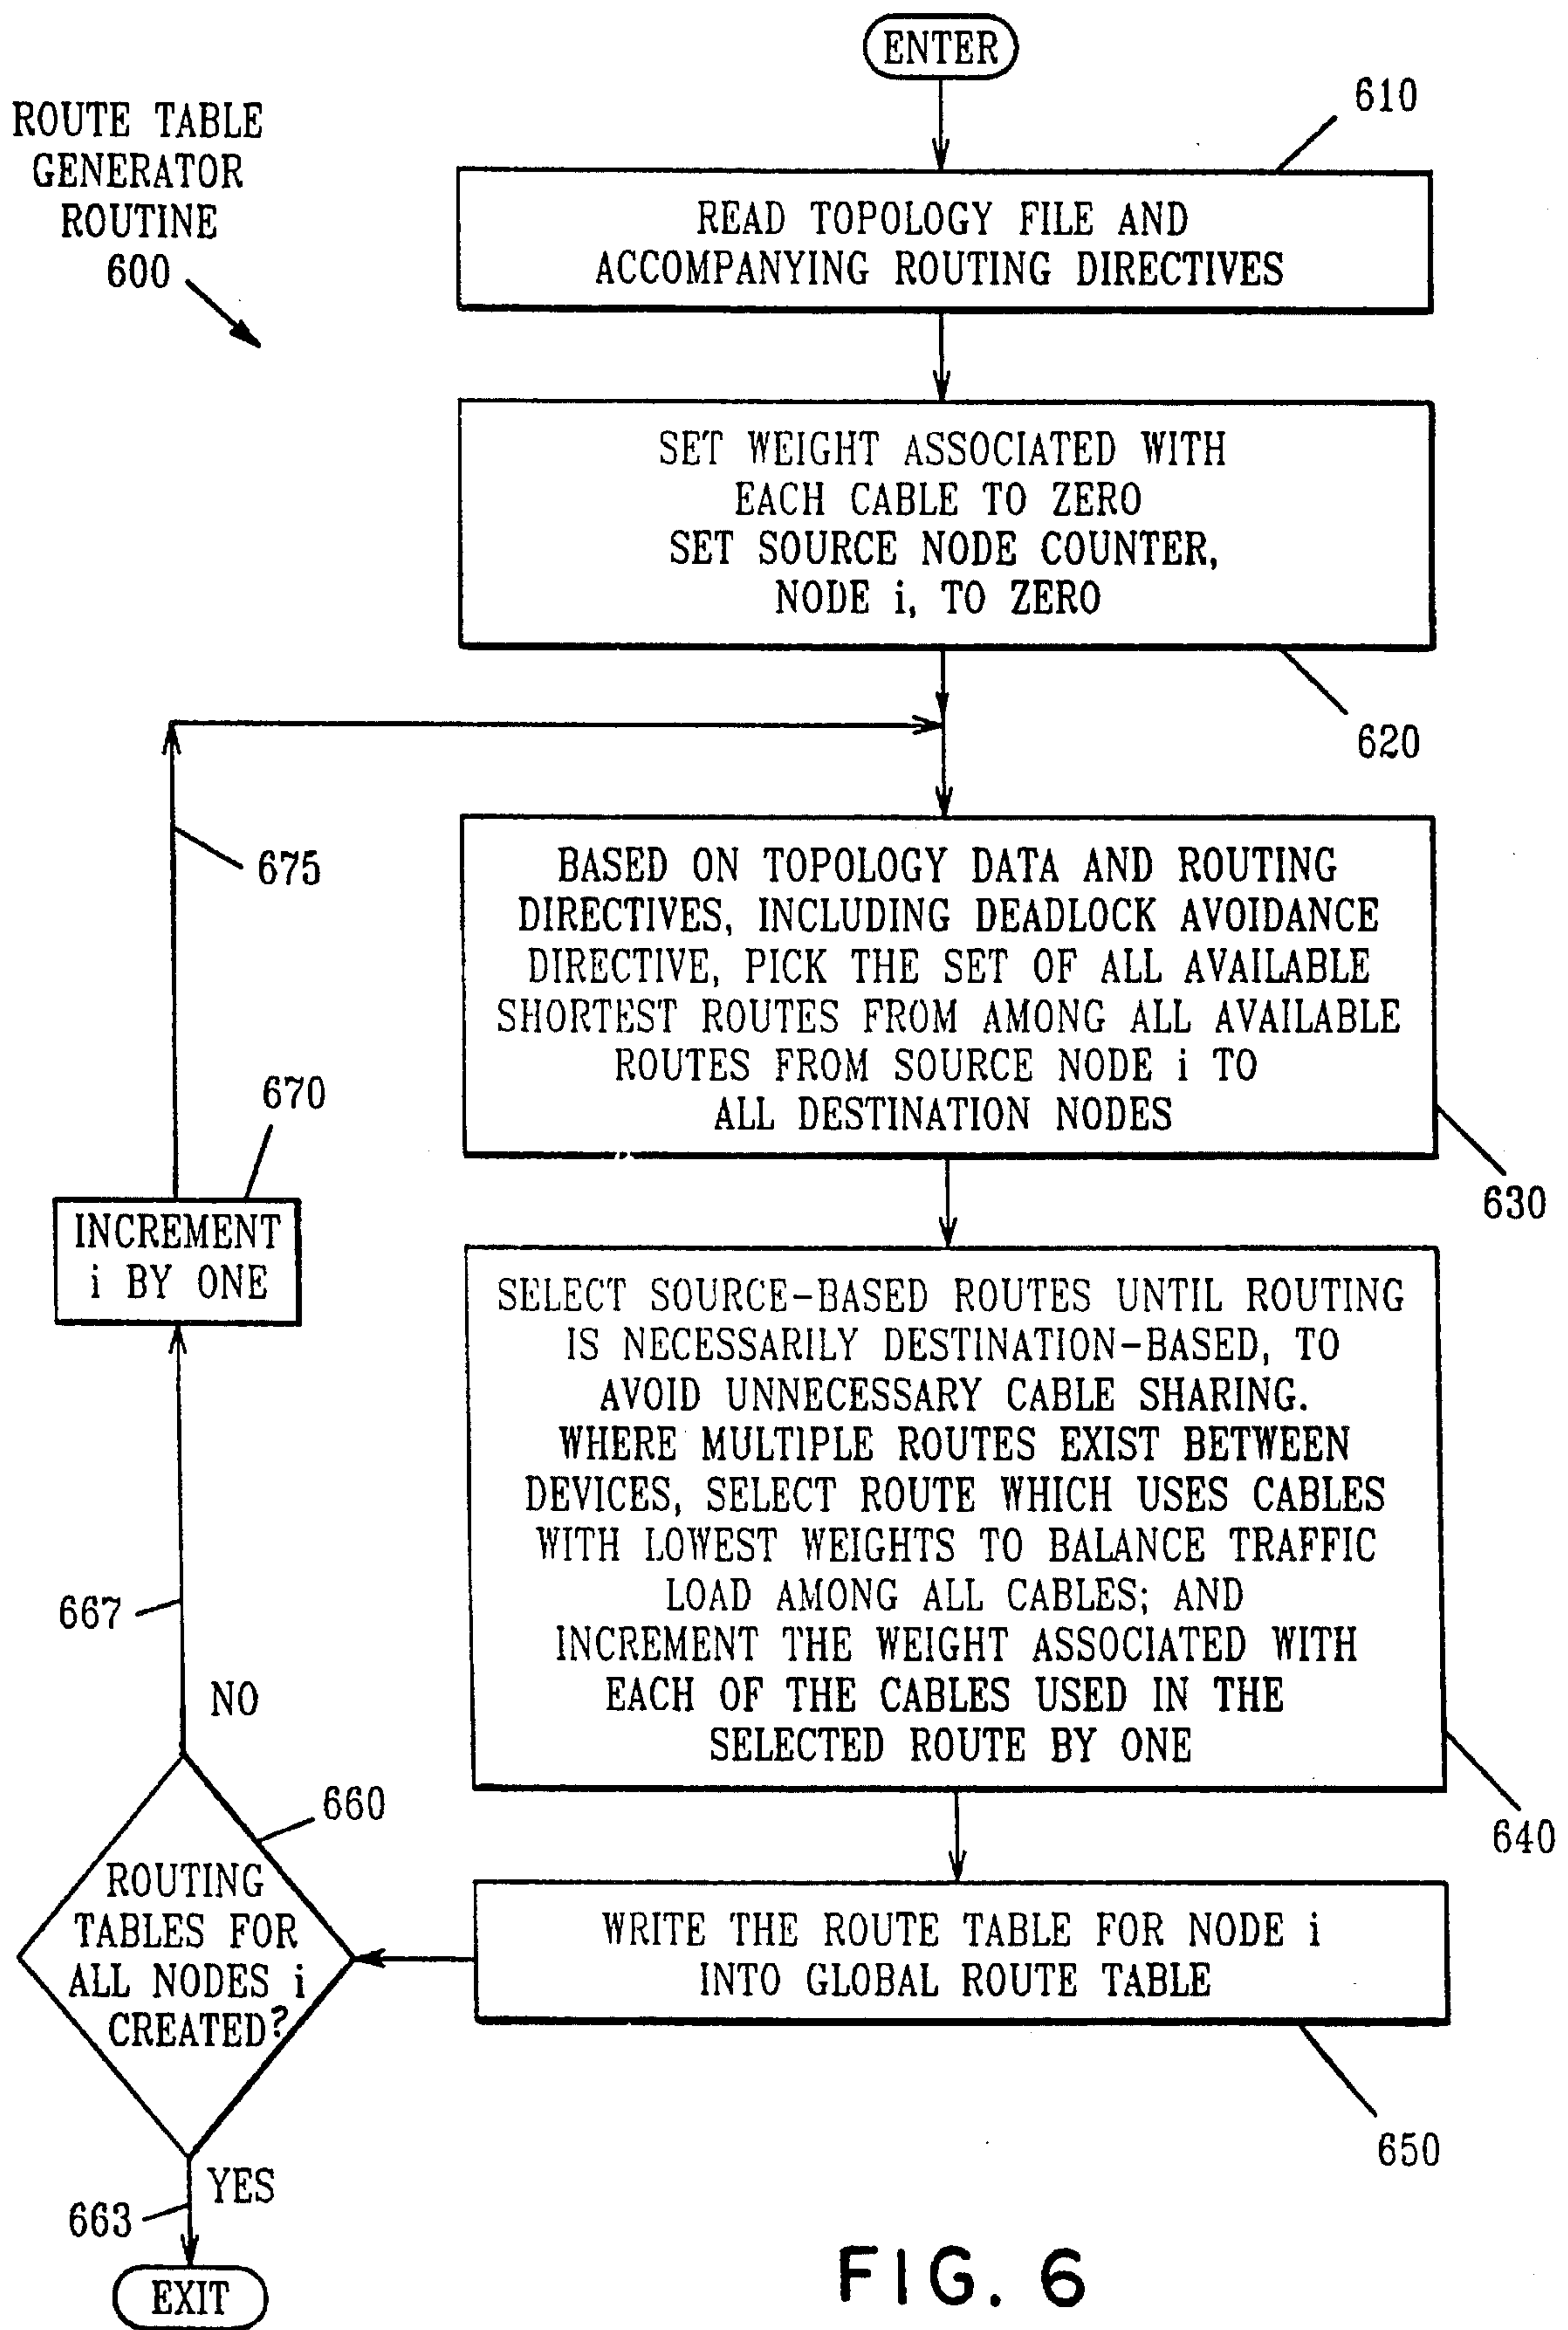 ENTER
ROUTE TABLE
GENERATOR
ROUTINE
600
610
READ TOPOLOGY FILE AND
ACCOMPANYING ROUTING DIRECTIVES
SET WEIGHT ASSOCIATED WITH
EACH CABLE TO ZERO
SET SOURCE NODE COUNTER,
NODE i, TO ZERO
620
675
BASED ON TOPOLOGY DATA AND ROUTING
DIRECTIVES, INCLUDING DEADLOCK AVOIDANCE
DIRECTIVE, PICK THE SET OF ALL AVAILABLE
SHORTEST ROUTES FROM AMONG ALL AVAILABLE
ROUTES FROM SOURCE NODE i TO
ALL DESTINATION NODES
630
670
INCREMENT
i BY ONE
SELECT SOURCE-BASED ROUTES UNTIL ROUTING
IS NECESSARILY DESTINATION-BASED, TO
AVOID UNNECESSARY CABLE SHARING.
WHERE MULTIPLE ROUTES EXIST BETWEEN
DEVICES, SELECT ROUTE WHICH USES CABLES
WITH LOWEST WEIGHTS TO BALANCE TRAFFIC
LOAD AMONG ALL CABLES; AND
INCREMENT THE WEIGHT ASSOCIATED WITH
EACH OF THE CABLES USED IN THE
SELECTED ROUTE BY ONE
640
667
NO
660
ROUTING
TABLES FOR
ALL NODES i
CREATED?
WRITE THE ROUTE TABLE FOR NODE i
INTO GLOBAL ROUTE TABLE
650
YES
663
EXIT
FIG. 6